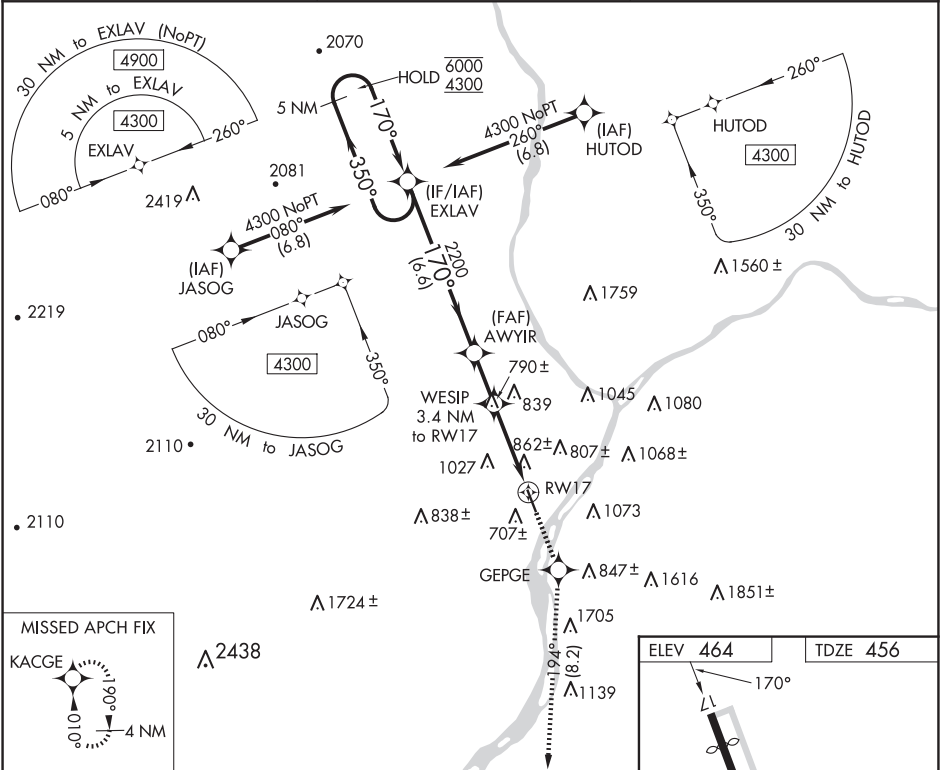 30 NM to EXLAV (NoPT)
4900
5 NM to EXLAV
4300
EXLAV
260°
080°
2070
HOLD 6000
4300
5 NM
170°
350°
4300 NoPT
260°
(6.8)
(IAF)
HUTOD
260°
HUTOD
4300
350°
30 NM to HUTOD
2419
2081
(IF/IAF)
EXLAV
4300 NoPT
080°
(6.8)
(IAF)
JASOG
2200
170°
(6.6)
1560 ±
1759
2219
080°
JASOG
4300
350°
30 NM to JASOG
(FAF)
AWYIR
790 ±
WESIP
3.4 NM
to RW17
839
1045
1080
2110
1027
862±
807±
1068±
RW17
2110
838 ±
707±
1073
GEPGE
847±
1616
1851±
1724 ±
1705
2438
194°
(8.2)
1139
MISSED APCH FIX
KACGE
190°
010°
4 NM
ELEV 464
TDZE 456
170°
17